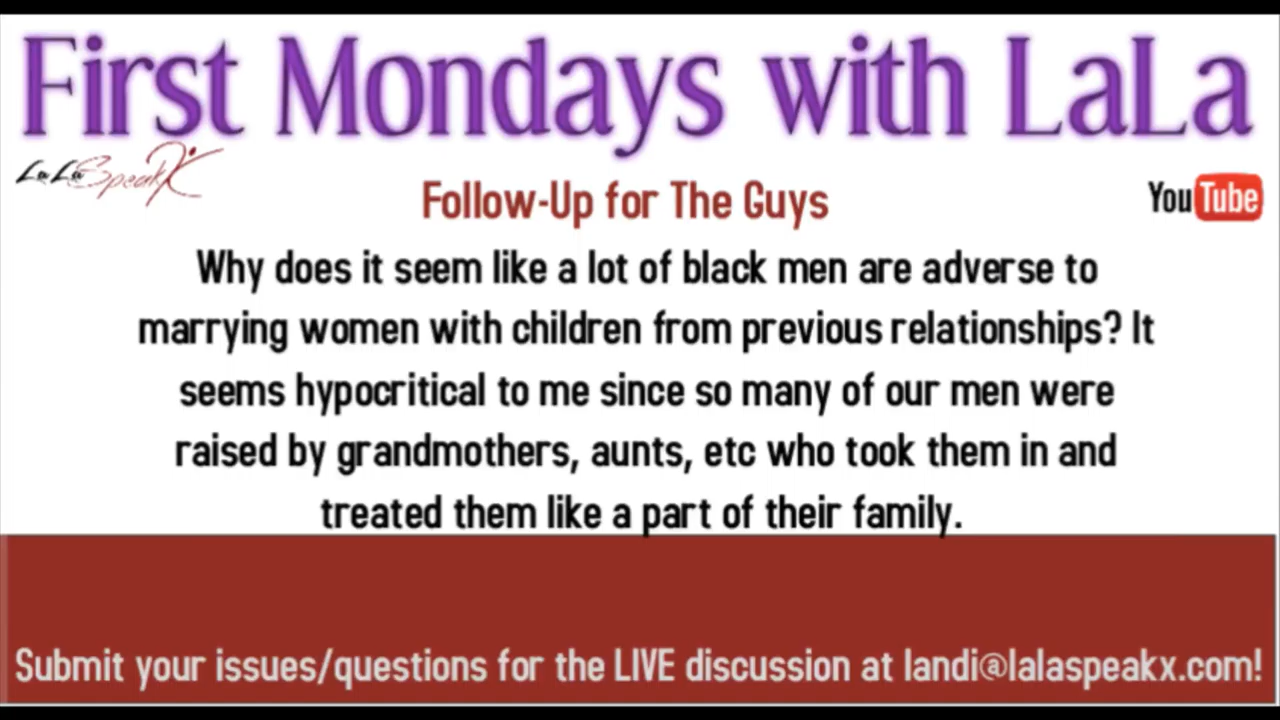 First Mondays with LaLa
LaLaSpeakX
Follow-Up for The Guys
YouTube
Why does it seem like a lot of black men are adverse to
marrying women with children from previous relationships? It
seems hypocritical to me since so many of our men were
raised by grandmothers, aunts, etc who took them in and
treated them like a part of their family.
Submit your issues/questions for the LIVE discussion at landi@lalaspeakx.com!